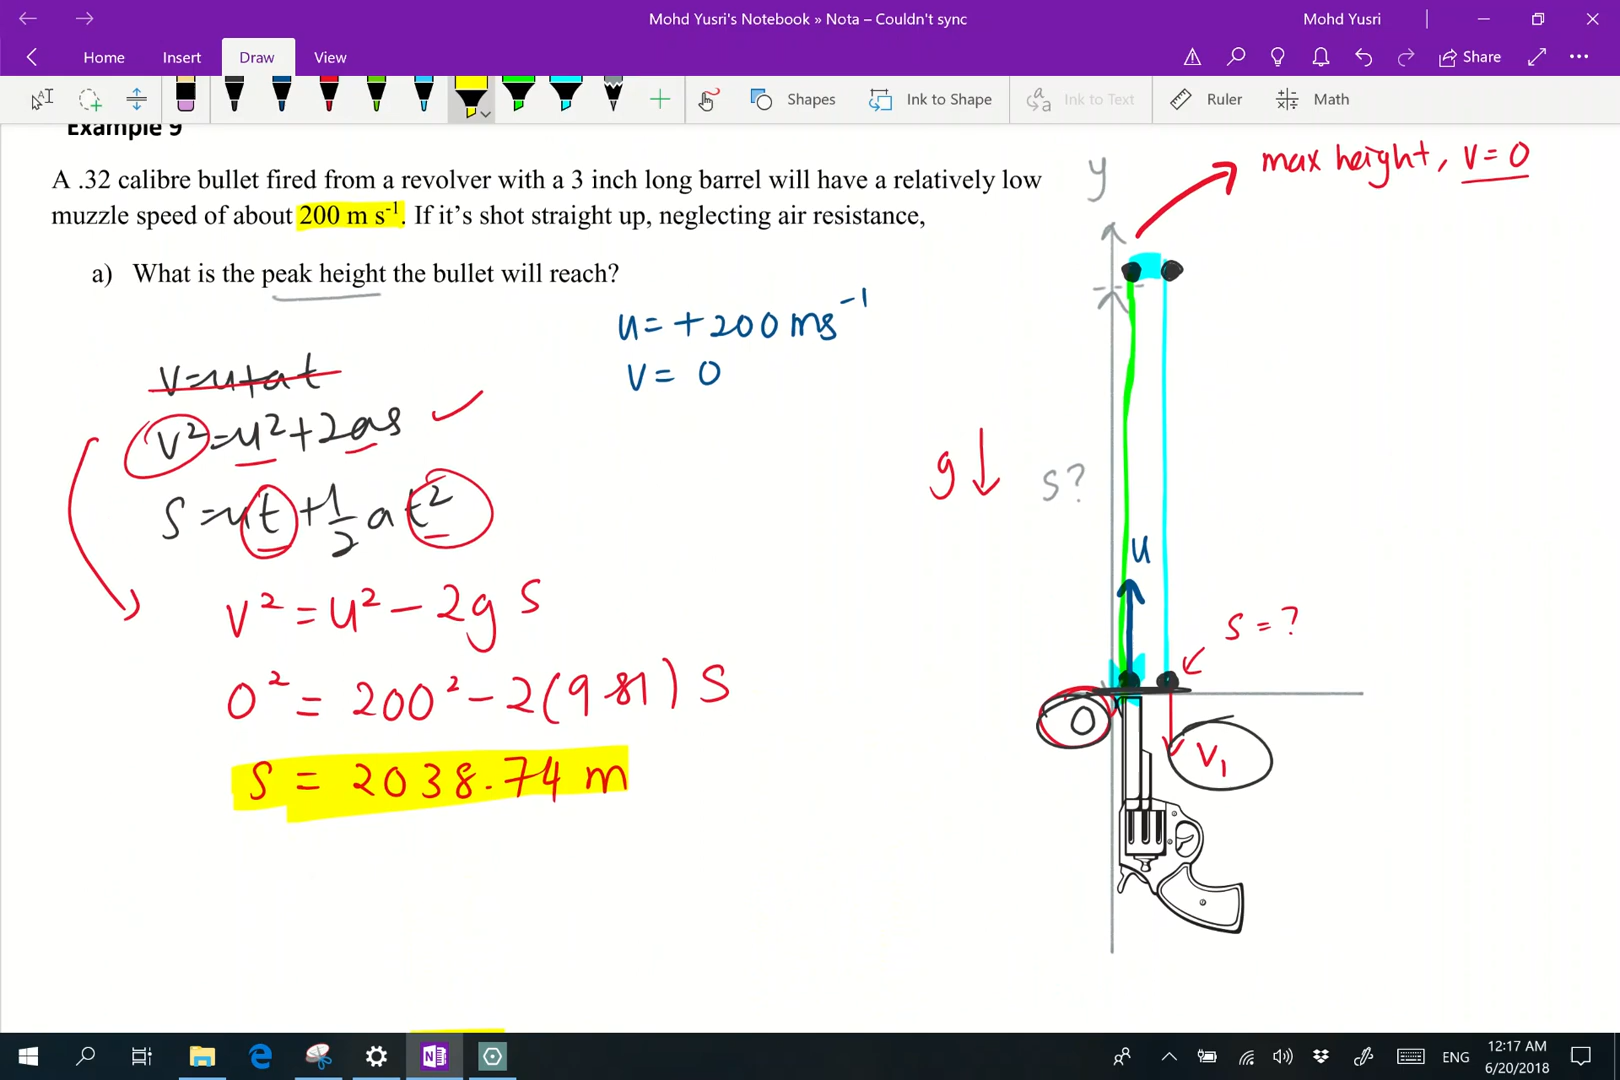 Mohd Yusri's Notebook » Nota – Couldn't sync
Mohd Yusri
Home Insert Draw View
Share
Shapes
Ink to Shape
Ink to Text
Ruler
Math
Example 9
A .32 calibre bullet fired from a revolver with a 3 inch long barrel will have a relatively low
muzzle speed of about 200 m s⁻¹. If it's shot straight up, neglecting air resistance,
a) What is the peak height the bullet will reach?
u = +200 ms⁻¹
v = 0
v = u + at
v² = u² + 2as
s = ut + ½ at²
v² = u² - 2g s
0² = 200² - 2(9 81) s
s = 2038.74 m
y
max height, v = 0
g
s?
u
s = ?
0
v₁
ENG
12:17 AM
6/20/2018